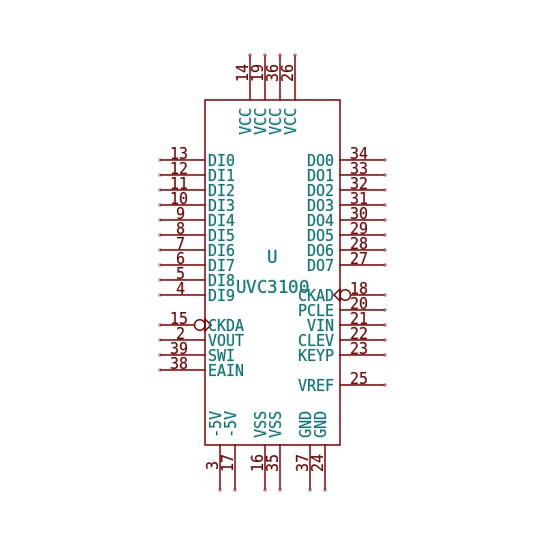 14 19 36 26
VCC VCC VCC VCC
13 DI0 DO0 34
12 DI1 DO1 33
11 DI2 DO2 32
10 DI3 DO3 31
9 DI4 DO4 30
8 DI5 DO5 29
7 DI6 DO6 28
6 DI7 DO7 27
U
5 DI8
UVC3100
4 DI9 CKAD 18
PCLE 20
15 CKDA VIN 21
2 VOUT CLEV 22
39 SWI KEYP 23
38 EAIN
VREF 25
-5V -5V VSS VSS GND GND
3 17 16 35 37 24